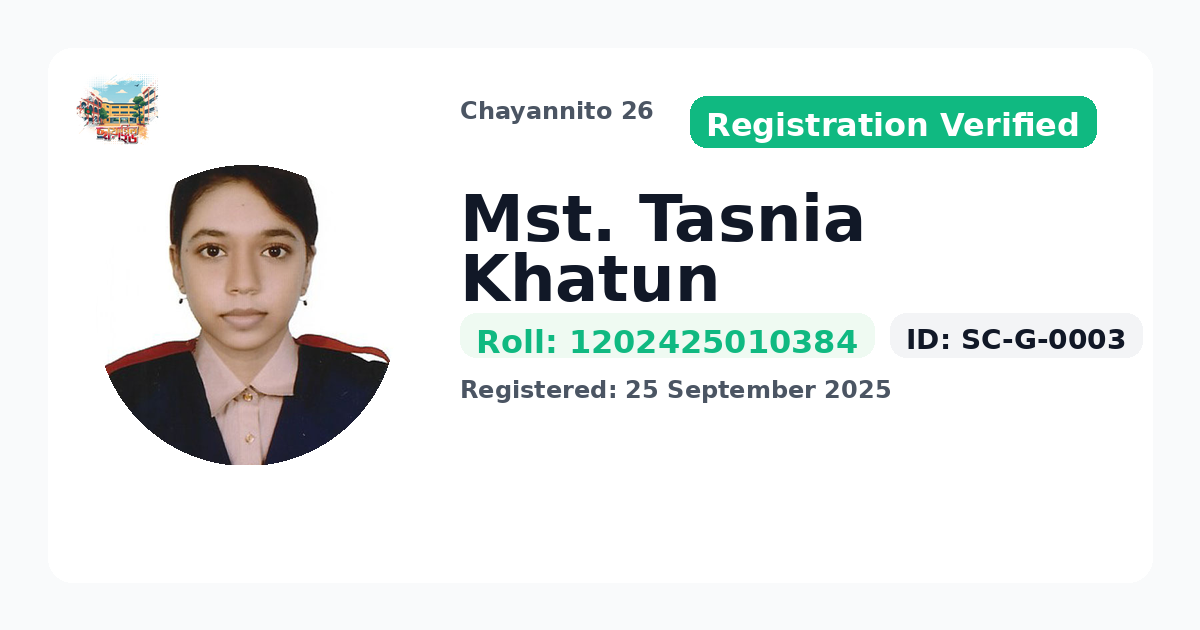 Chayannito 26
Registration Verified
Mst. Tasnia
Khatun
Roll: 1202425010384
ID: SC-G-0003
Registered: 25 September 2025